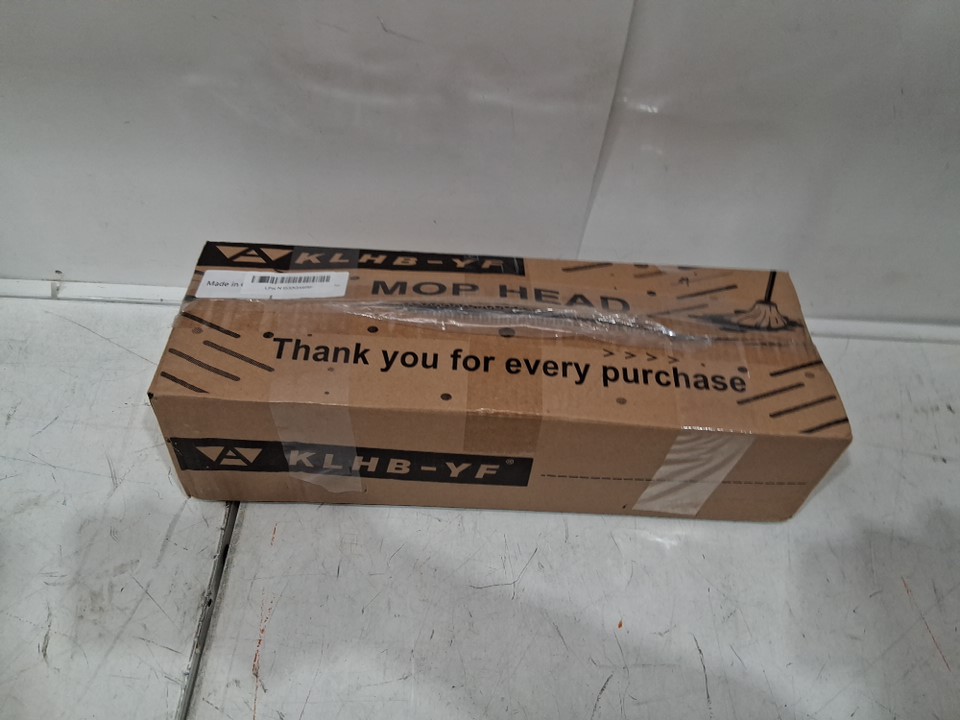 KLHB-YF
Made in
MOP HEAD
> > > >
Thank you for every purchase
KLHB-YF®